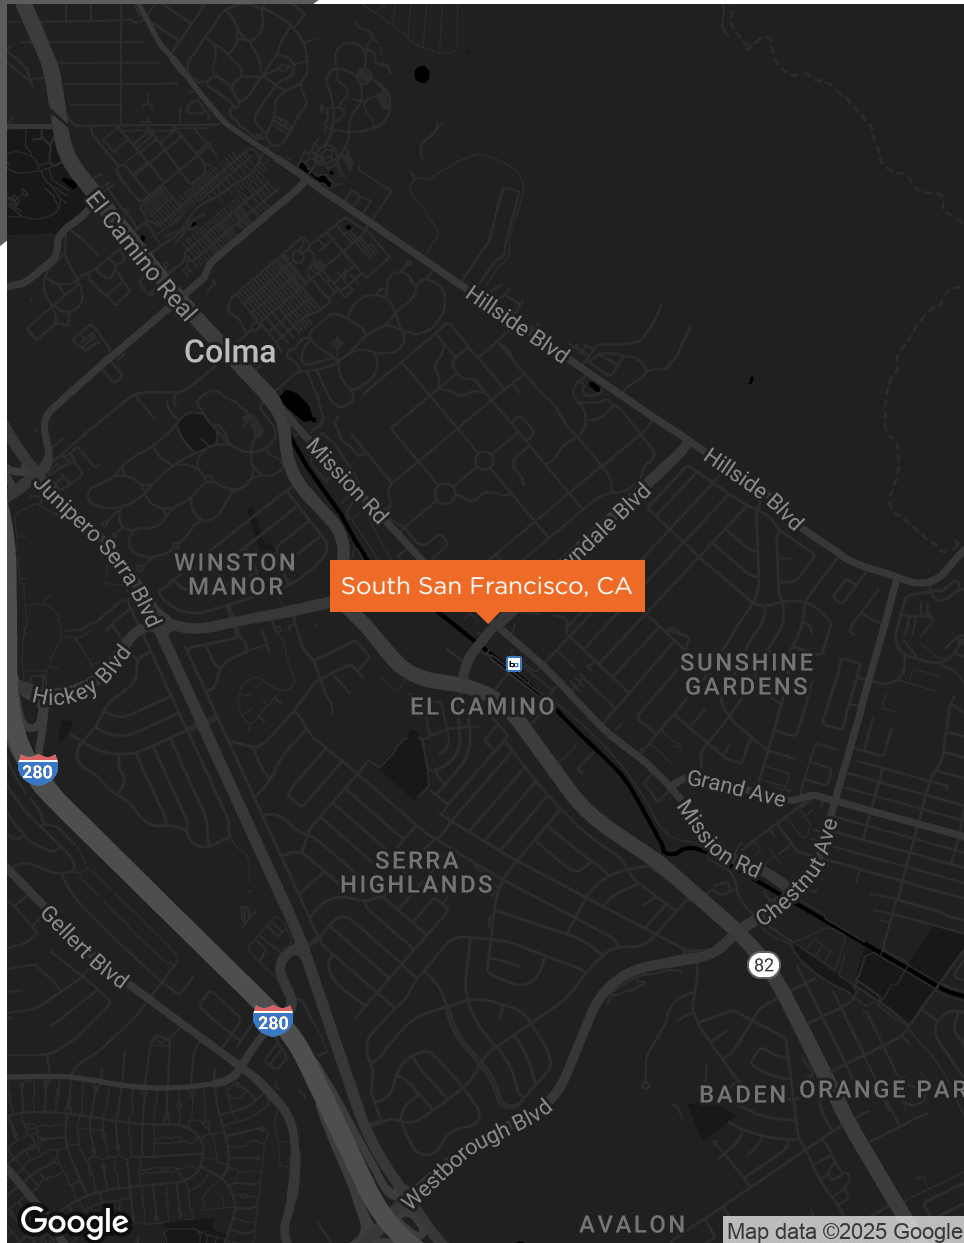 El Camino Real
Hillside Blvd
Colma
Mission Rd
Hillside Blvd
Junipero Serra Blvd
WINSTON
MANOR
South San Francisco, CA
SUNSHINE
GARDENS
Hickey Blvd
EL CAMINO
280
Grand Ave
Mission Rd
SERRA
HIGHLANDS
Chestnut Ave
Gellert Blvd
82
280
BADEN
ORANGE PAR
Westborough Blvd
AVALON
Google
Map data ©2025 Google